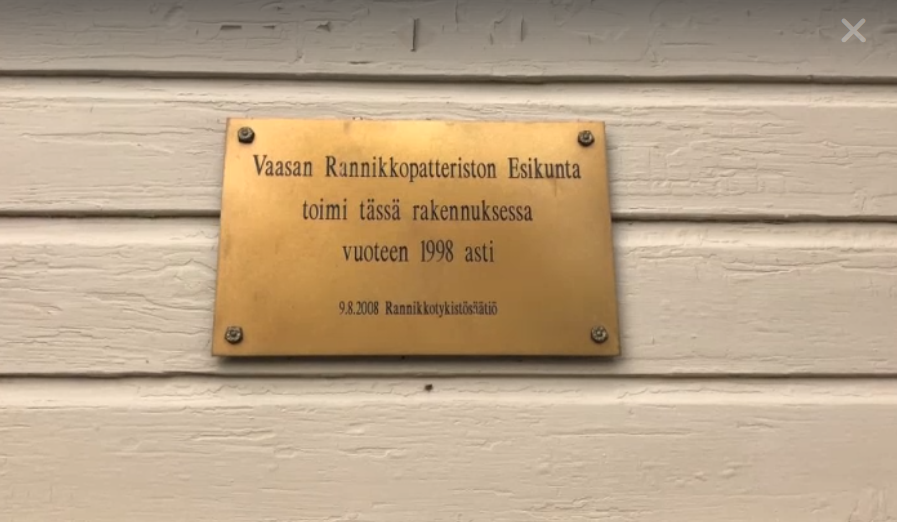 Vaasan Rannikkopatteriston Esikunta
toimi tässä rakennuksessa
vuoteen 1998 asti
9.8.2008 Rannikkotykistösäätiö